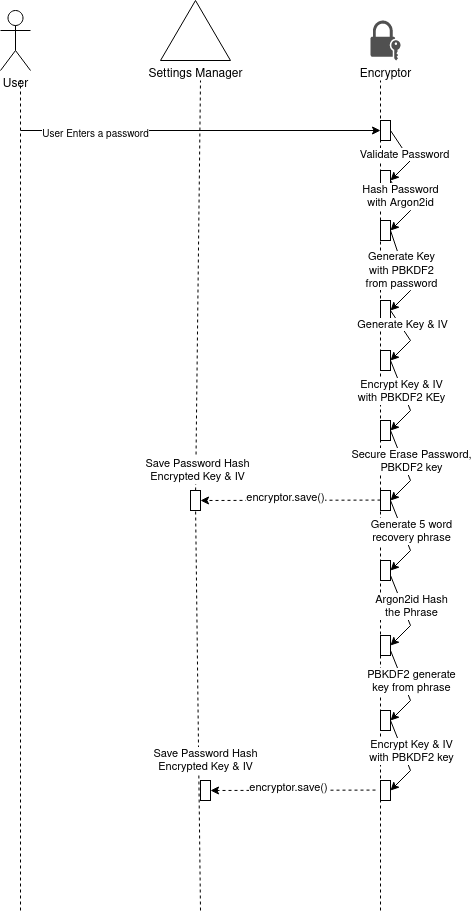 User
Settings Manager
Encryptor
User Enters a password
Validate Password
Hash Password
with Argon2id
Generate Key
with PBKDF2
from password
Generate Key & IV
Encrypt Key & IV
with PBKDF2 KEy
Secure Erase Password,
PBKDF2 key
Save Password Hash
Encrypted Key & IV
encryptor.save()
Generate 5 word
recovery phrase
Argon2id Hash
the Phrase
PBKDF2 generate
key from phrase
Encrypt Key & IV
with PBKDF2 key
Save Password Hash
Encrypted Key & IV
encryptor.save()